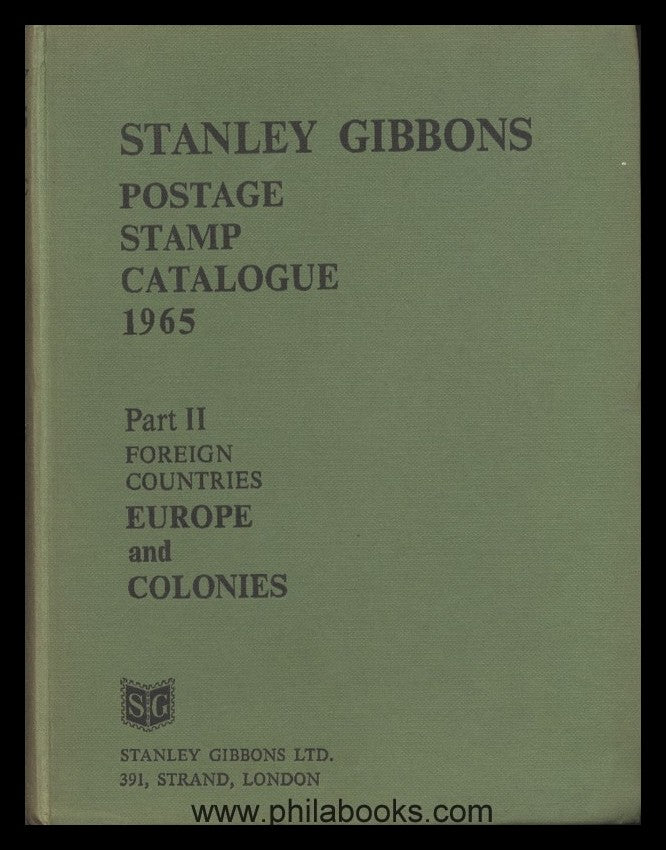 STANLEY GIBBONS
POSTAGE
STAMP
CATALOGUE
1965
Part II
FOREIGN
COUNTRIES
EUROPE
and
COLONIES
SG
STANLEY GIBBONS LTD.
391, STRAND, LONDON
www.philabooks.com